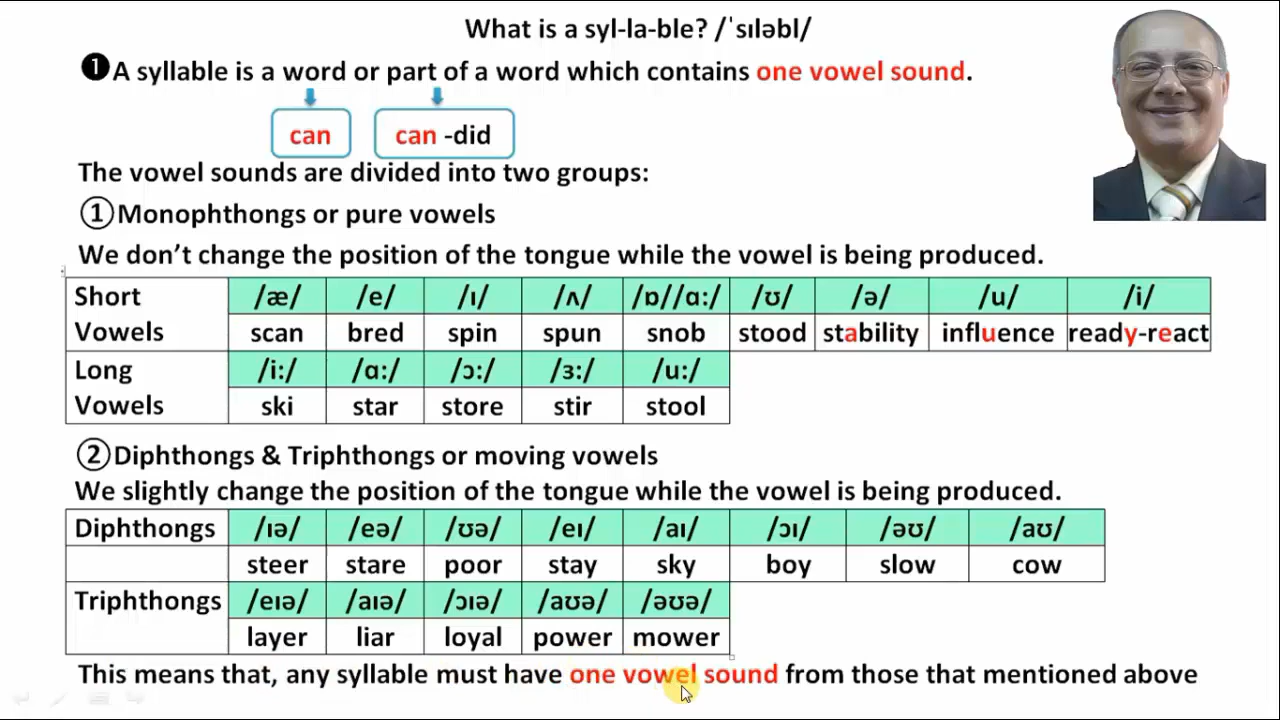 What is a syl-la-ble? /ˈsɪləbl/
❶A syllable is a word or part of a word which contains one vowel sound.
can can -did
The vowel sounds are divided into two groups:
①Monophthongs or pure vowels
We don’t change the position of the tongue while the vowel is being produced.
Short /æ/ /e/ /ɪ/ /ʌ/ /ɒ//ɑ:/ /ʊ/ /ə/ /u/ /i/
Vowels scan bred spin spun snob stood stability influence ready-react
Long /i:/ /ɑ:/ /ɔ:/ /ɜ:/ /u:/
Vowels ski star store stir stool
②Diphthongs & Triphthongs or moving vowels
We slightly change the position of the tongue while the vowel is being produced.
Diphthongs /ɪə/ /eə/ /ʊə/ /eɪ/ /aɪ/ /ɔɪ/ /əʊ/ /aʊ/
steer stare poor stay sky boy slow cow
Triphthongs /eɪə/ /aɪə/ /ɔɪə/ /aʊə/ /əʊə/
layer liar loyal power mower
This means that, any syllable must have one vowel sound from those that mentioned above